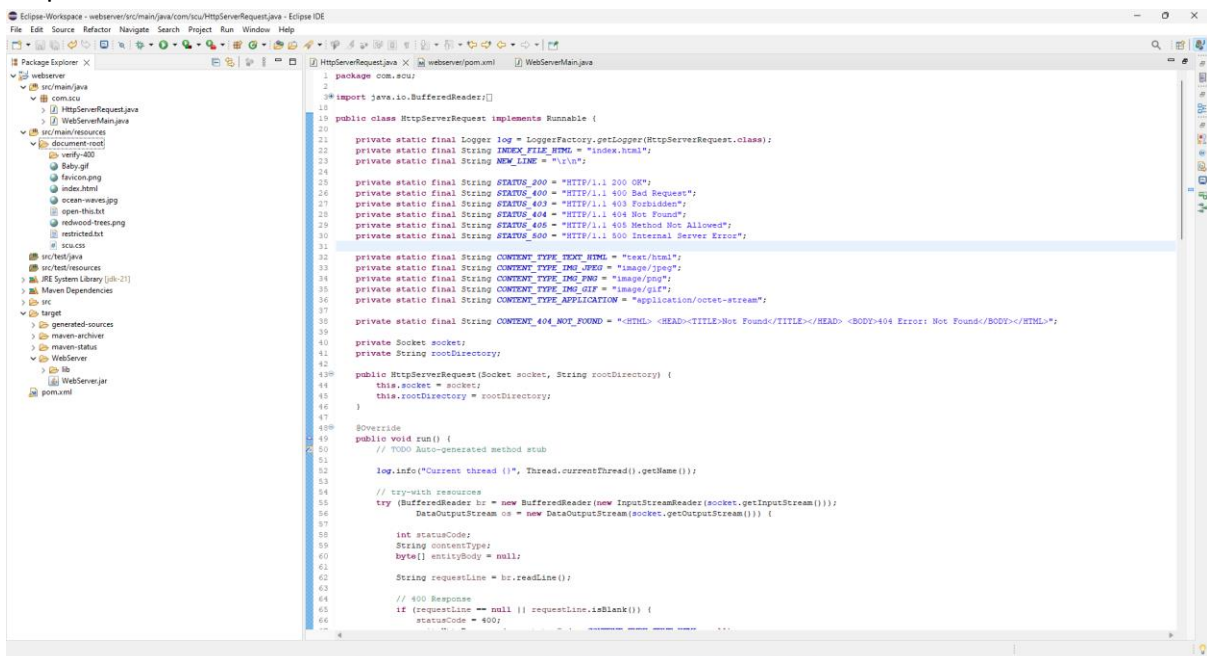 Eclipse-Workspace - webserver/src/main/java/com/scu/HttpServerRequest.java - Eclipse IDE
File Edit Source Refactor Navigate Search Project Run Window Help
Package Explorer
webserver
src/main/java
com.scu
HttpServerRequest.java
WebServerMain.java
src/main/resources
document-root
verify-400
Baby.gif
favicon.png
index.html
ocean-waves.jpg
open-this.txt
redwood-trees.png
restricted.txt
scu.css
src/test/java
src/test/resources
JRE System Library [jdk-21]
Maven Dependencies
src
target
generated-sources
maven-archiver
maven-status
WebServer
lib
WebServer.jar
pom.xml
HttpServerRequest.java webserver/pom.xml WebServerMain.java
1 package com.scu;
2
3 import java.io.BufferedReader;
18
19 public class HttpServerRequest implements Runnable {
20
21 private static final Logger log = LoggerFactory.getLogger(HttpServerRequest.class);
22 private static final String INDEX_FILE_HTML = "index.html";
23 private static final String NEW_LINE = "\r\n";
24
25 private static final String STATUS_200 = "HTTP/1.1 200 OK";
26 private static final String STATUS_400 = "HTTP/1.1 400 Bad Request";
27 private static final String STATUS_403 = "HTTP/1.1 403 Forbidden";
28 private static final String STATUS_404 = "HTTP/1.1 404 Not Found";
29 private static final String STATUS_405 = "HTTP/1.1 405 Method Not Allowed";
30 private static final String STATUS_500 = "HTTP/1.1 500 Internal Server Error";
31
32 private static final String CONTENT_TYPE_TEXT_HTML = "text/html";
33 private static final String CONTENT_TYPE_IMG_JPEG = "image/jpeg";
34 private static final String CONTENT_TYPE_IMG_PNG = "image/png";
35 private static final String CONTENT_TYPE_IMG_GIF = "image/gif";
36 private static final String CONTENT_TYPE_APPLICATION = "application/octet-stream";
37
38 private static final String CONTENT_404_NOT_FOUND = "<HTML> <HEAD><TITLE>Not Found</TITLE></HEAD> <BODY>404 Error: Not Found</BODY></HTML>";
39
40 private Socket socket;
41 private String rootDirectory;
42
43 public HttpServerRequest(Socket socket, String rootDirectory) {
44 this.socket = socket;
45 this.rootDirectory = rootDirectory;
46 }
47
48 @Override
49 public void run() {
50 // TODO Auto-generated method stub
51
52 log.info("Current thread {}", Thread.currentThread().getName());
53
54 // try-with resources
55 try (BufferedReader br = new BufferedReader(new InputStreamReader(socket.getInputStream()));
56 DataOutputStream os = new DataOutputStream(socket.getOutputStream())) {
57
58 int statusCode;
59 String contentType;
60 byte[] entityBody = null;
61
62 String requestLine = br.readLine();
63
64 // 400 Response
65 if (requestLine == null || requestLine.isBlank()) {
66 statusCode = 400;